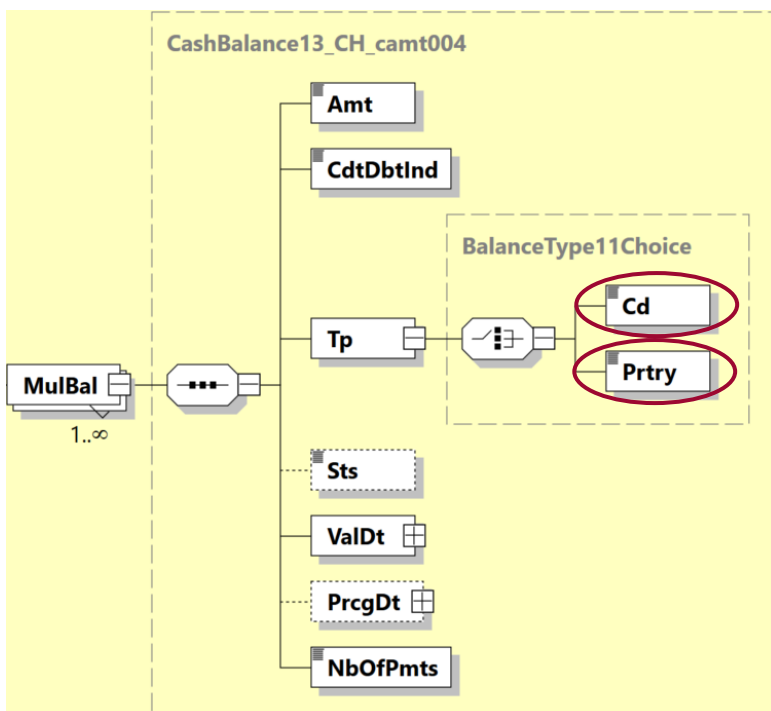 CashBalance13_CH_camt004
Amt
CdtDbtInd
BalanceType11Choice
Cd
Tp
Prtry
MulBal
1..∞
Sts
ValDt
PrcgDt
NbOfPmts